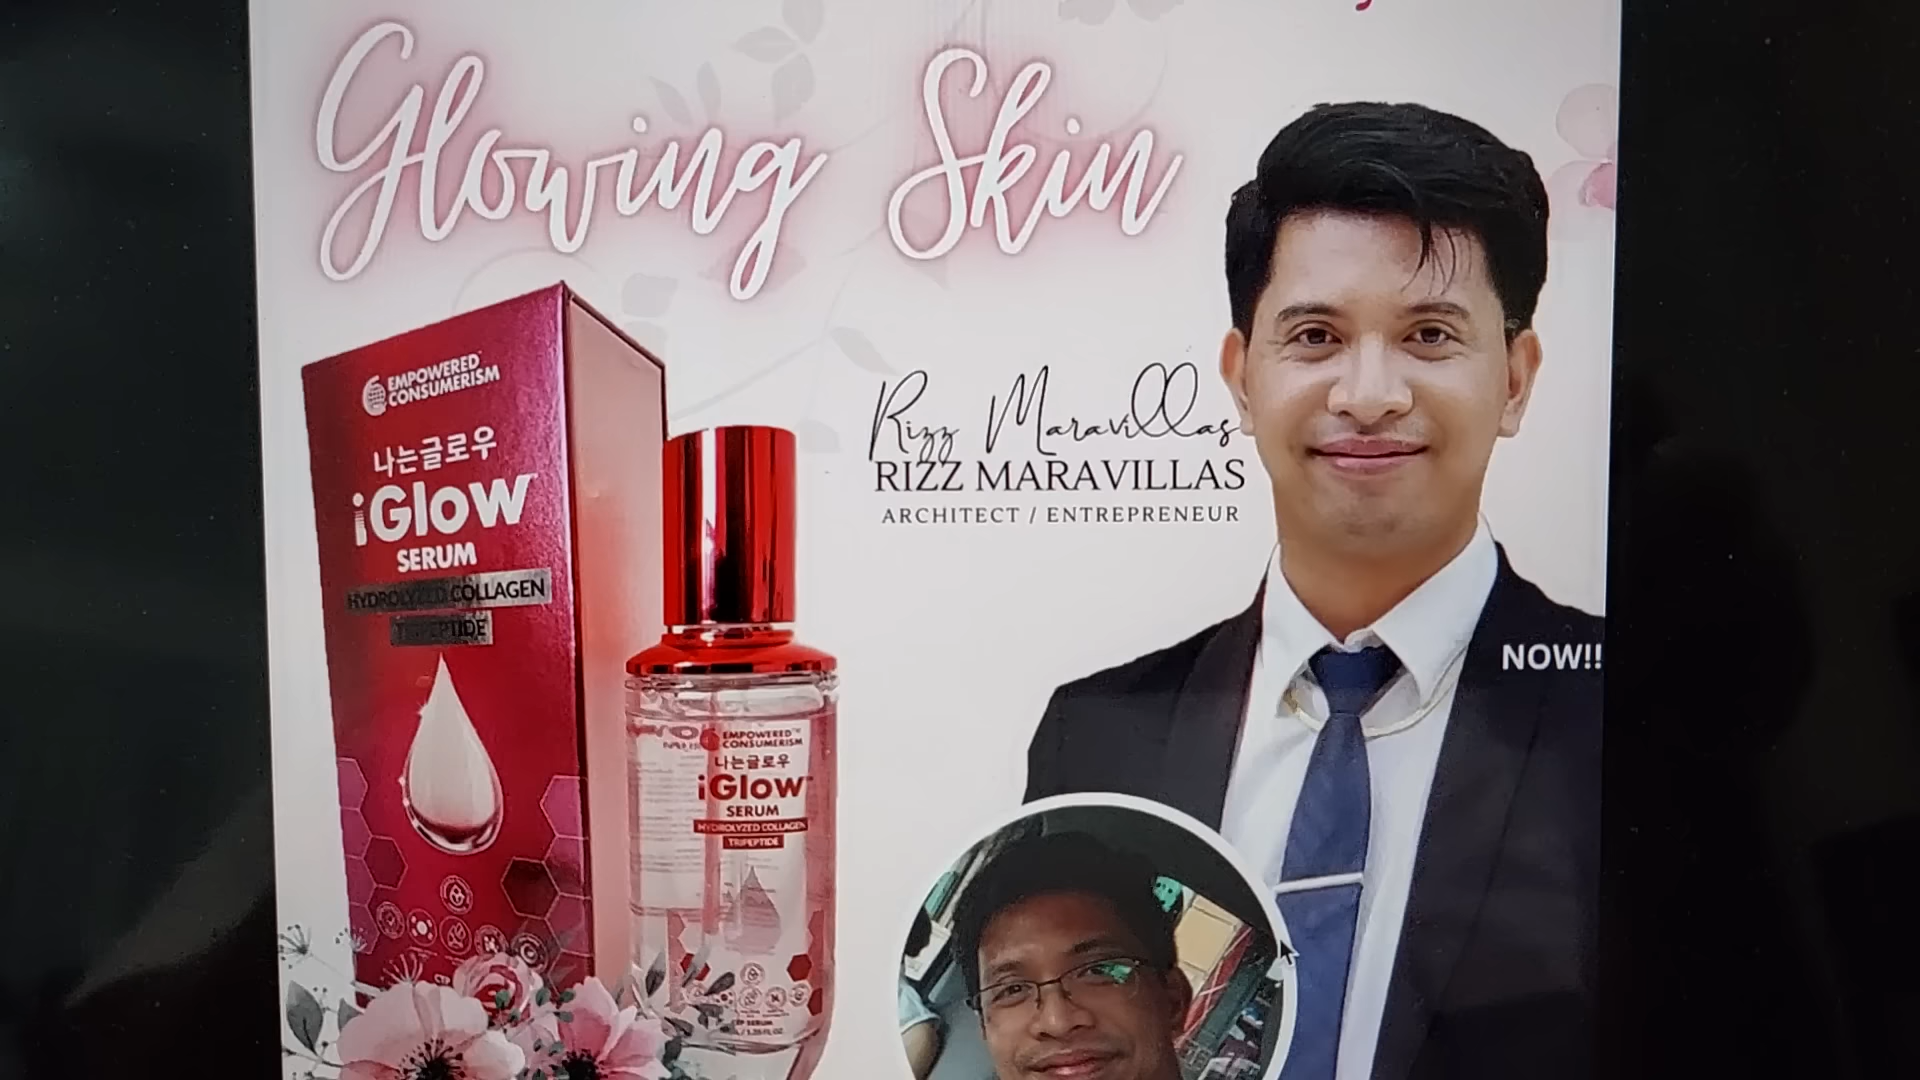 Glowing Skin
EMPOWERED
CONSUMERISM
나는글로우
iGlow
SERUM
HYDROLYZED COLLAGEN
TRIPEPTIDE
Rizz Maravillas
RIZZ MARAVILLAS
ARCHITECT / ENTREPRENEUR
NOW!!
EMPOWERED™
CONSUMERISM
나는글로우
iGlow
SERUM
HYDROLYZED COLLAGEN
TRIPEPTIDE